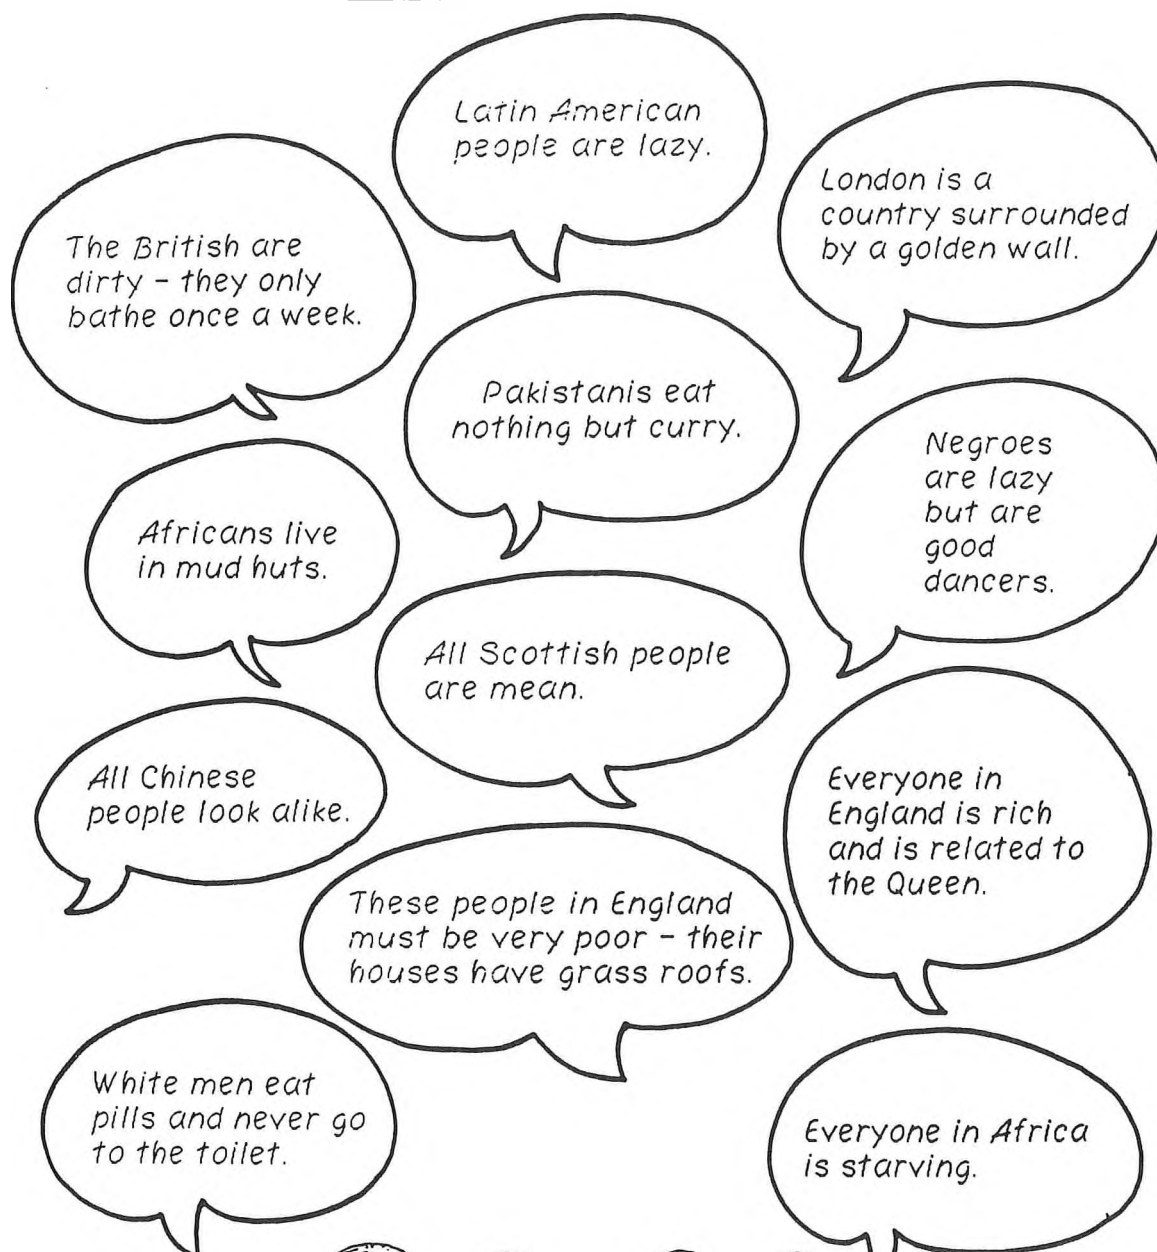 Latin American
people are lazy.
London is a
country surrounded
by a golden wall.
The British are
dirty - they only
bathe once a week.
Pakistanis eat
nothing but curry.
Negroes
are lazy
but are
good
dancers.
Africans live
in mud huts.
All Scottish people
are mean.
All Chinese
people look alike.
Everyone in
England is rich
and is related to
the Queen.
These people in England
must be very poor - their
houses have grass roofs.
White men eat
pills and never go
to the toilet.
Everyone in Africa
is starving.